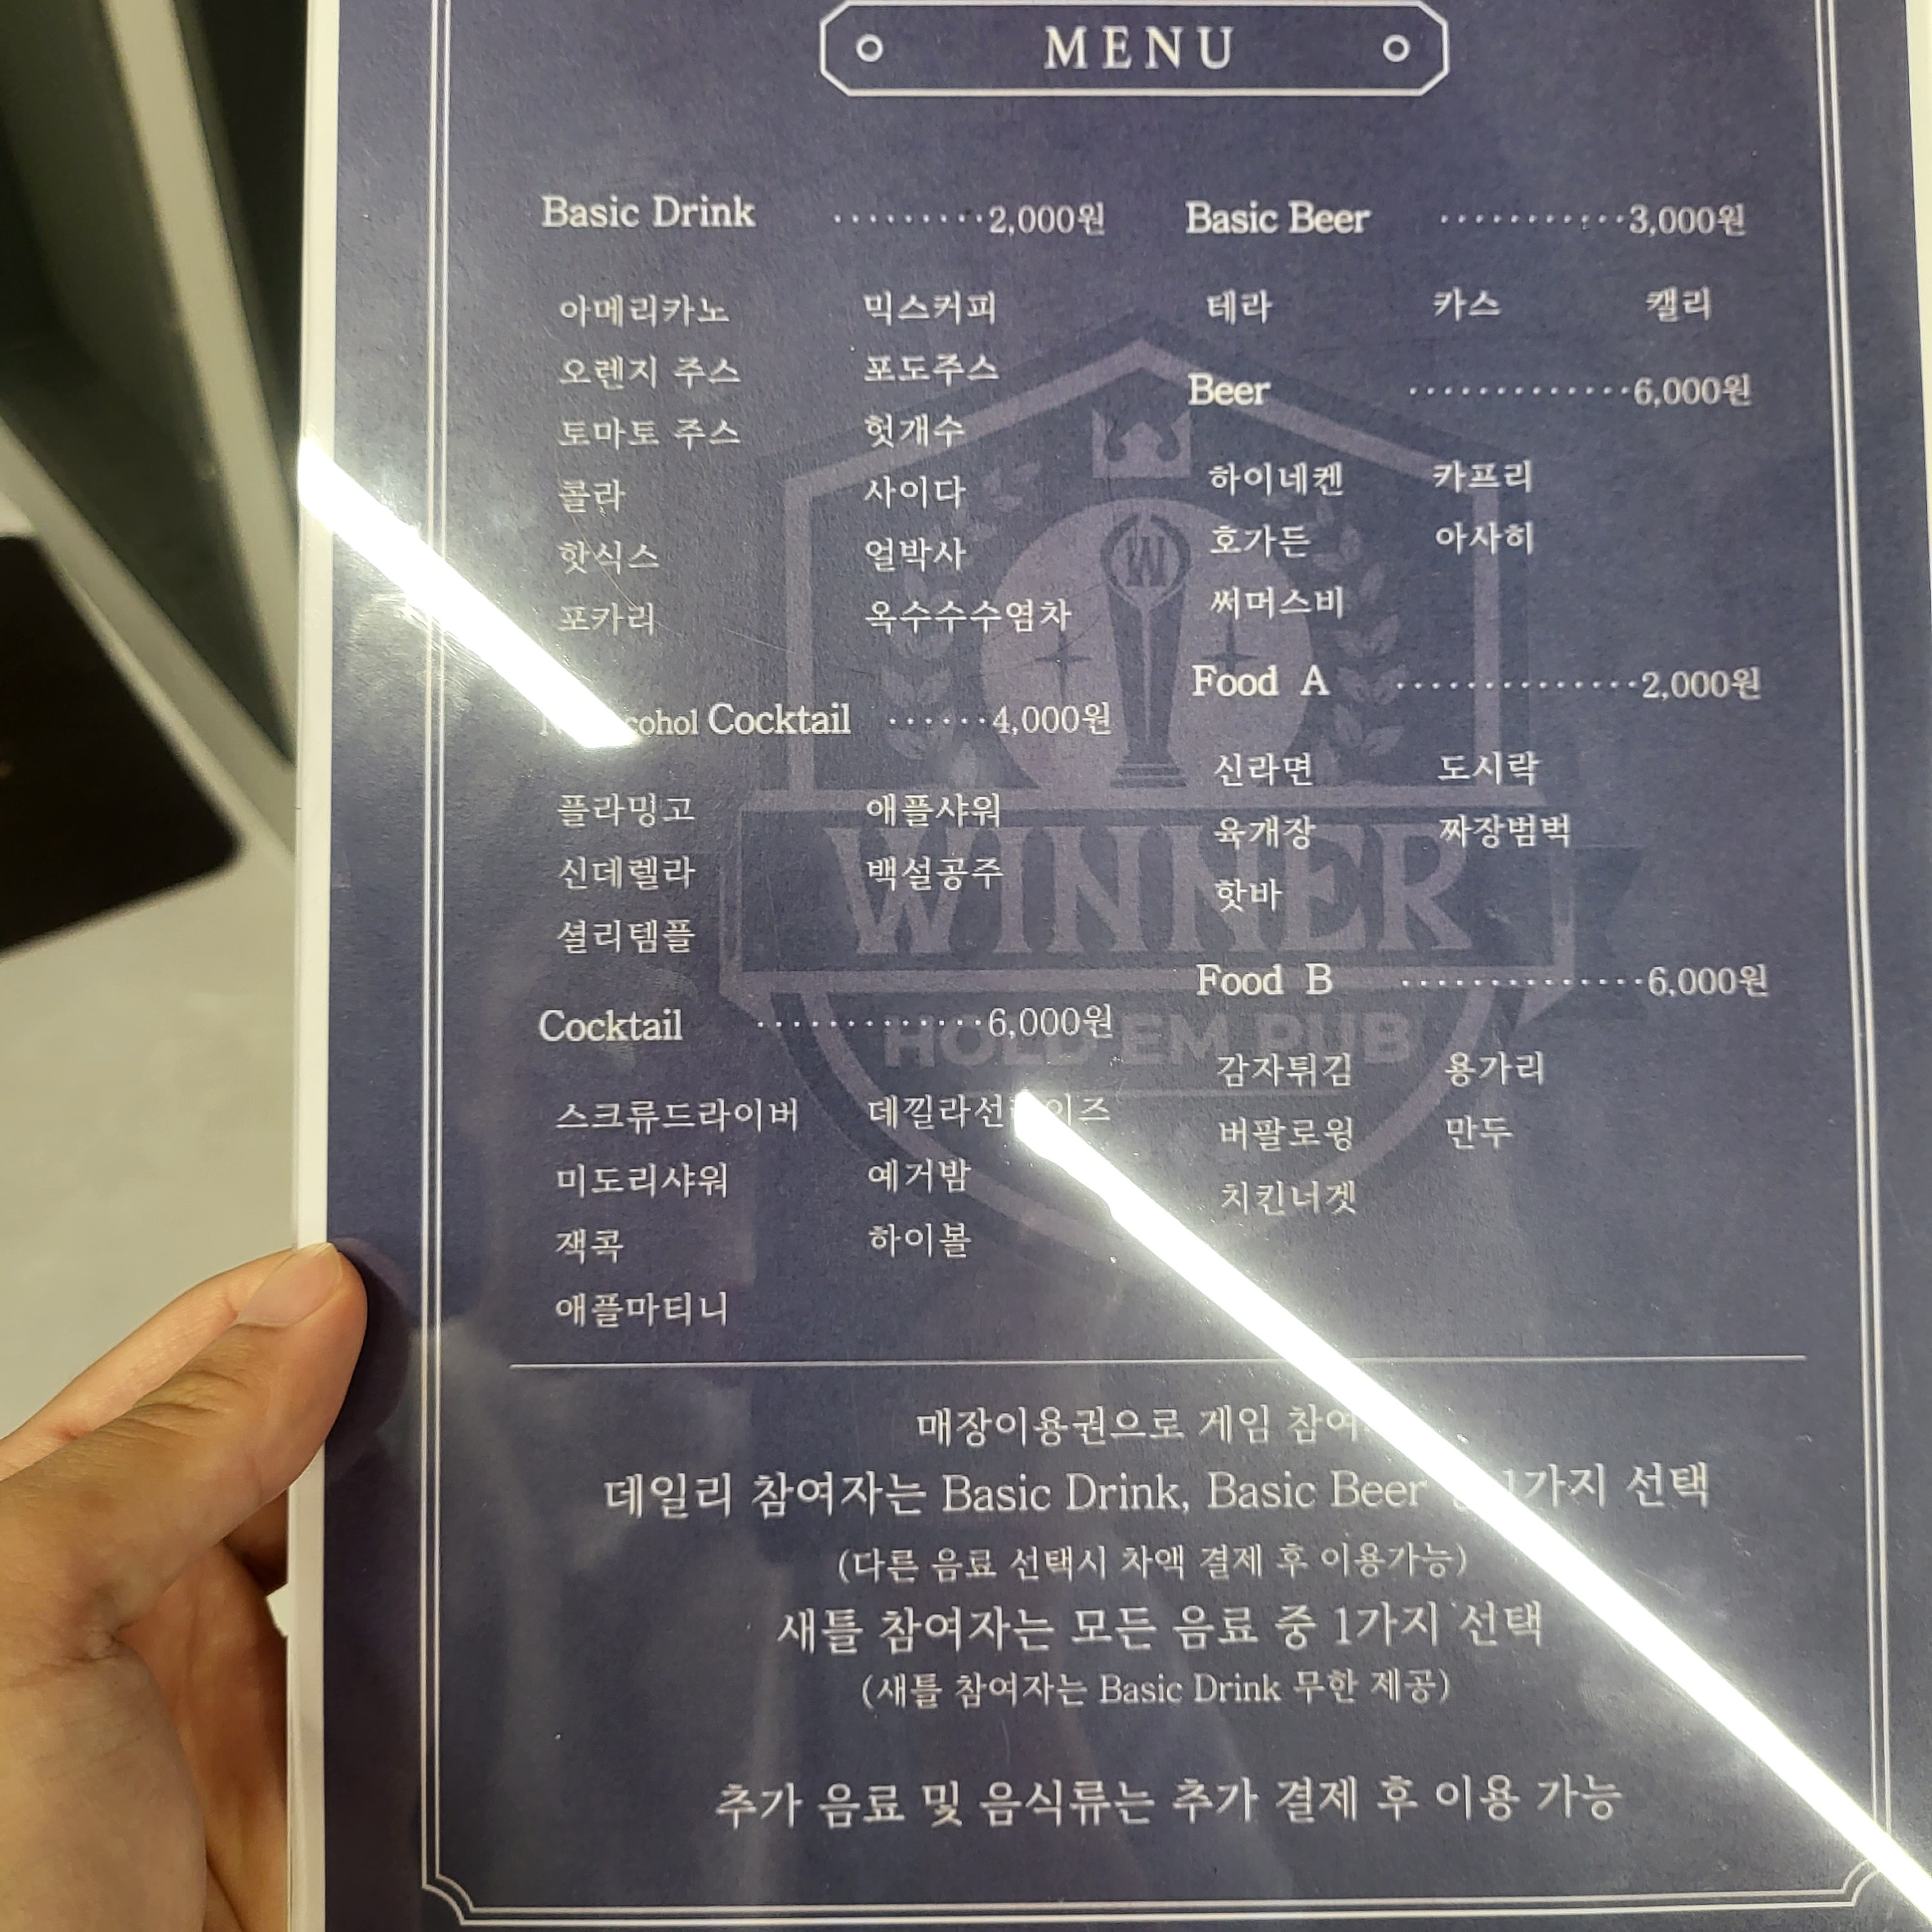 MENU
Basic Drink ·········2,000원
아메리카노 믹스커피
오렌지 주스 포도주스
토마토 주스 헛개수
콜라 사이다
핫식스 얼박사
포카리 옥수수수염차
Cocktail ······4,000원
플라밍고 애플샤워
신데렐라 백설공주
셜리템플
Cocktail ·············6,000원
스크류드라이버
미도리샤워 예거밤
잭콕 하이볼
애플마티니
Basic Beer ···········3,000원
테라 카스 캘리
Beer ·············6,000원
하이네켄 카프리
호가든 아사히
써머스비
Food A ··············2,000원
신라면 도시락
육개장 짜장범벅
핫바
Food B ··············6,000원
감자튀김 용가리
버팔로윙 만두
치킨너겟
W
WINNER
HOLD'EM PUB
매장이용권으로 게임 참여
데일리 참여자는 Basic Drink, Basic Beer 1가지 선택
(다른 음료 선택시 차액 결제 후 이용가능)
새틀 참여자는 모든 음료 중 1가지 선택
(새틀 참여자는 Basic Drink 무한 제공)
추가 음료 및 음식류는 추가 결제 후 이용 가능